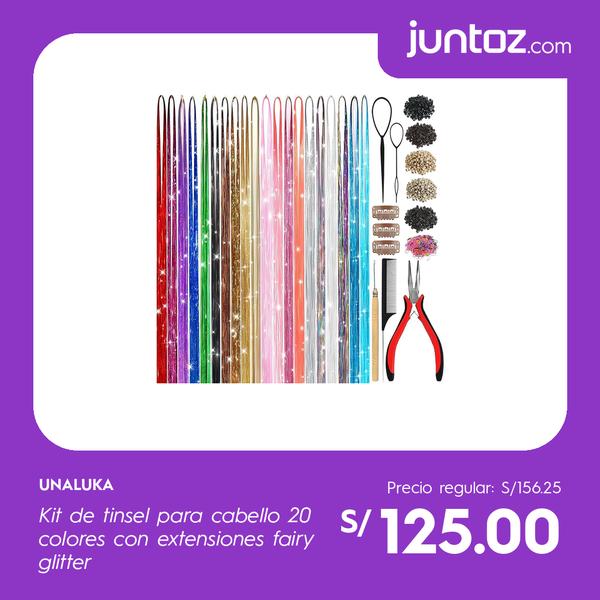 juntoz.com
UNALUKA
Kit de tinsel para cabello 20
colores con extensiones fairy
glitter
Precio regular: S/156.25
S/125.00